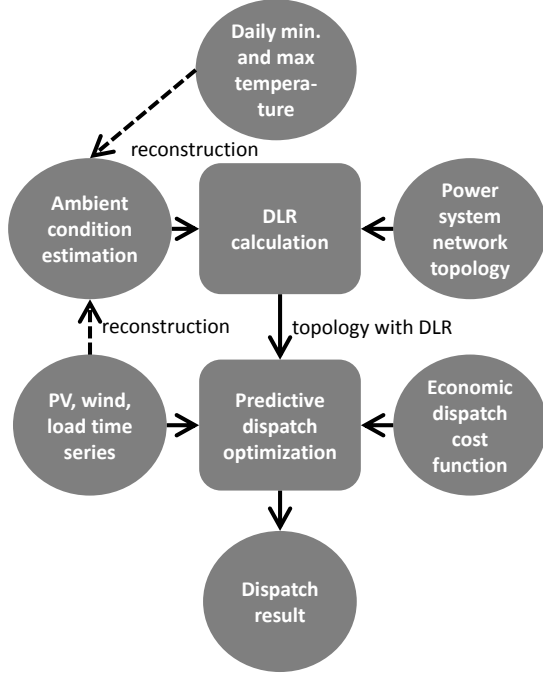 Daily min.
and max
tempera-
ture
reconstruction
Ambient
condition
estimation
DLR
calculation
Power
system
network
topology
reconstruction
topology with DLR
PV, wind,
load time
series
Predictive
dispatch
optimization
Economic
dispatch
cost
function
Dispatch
result